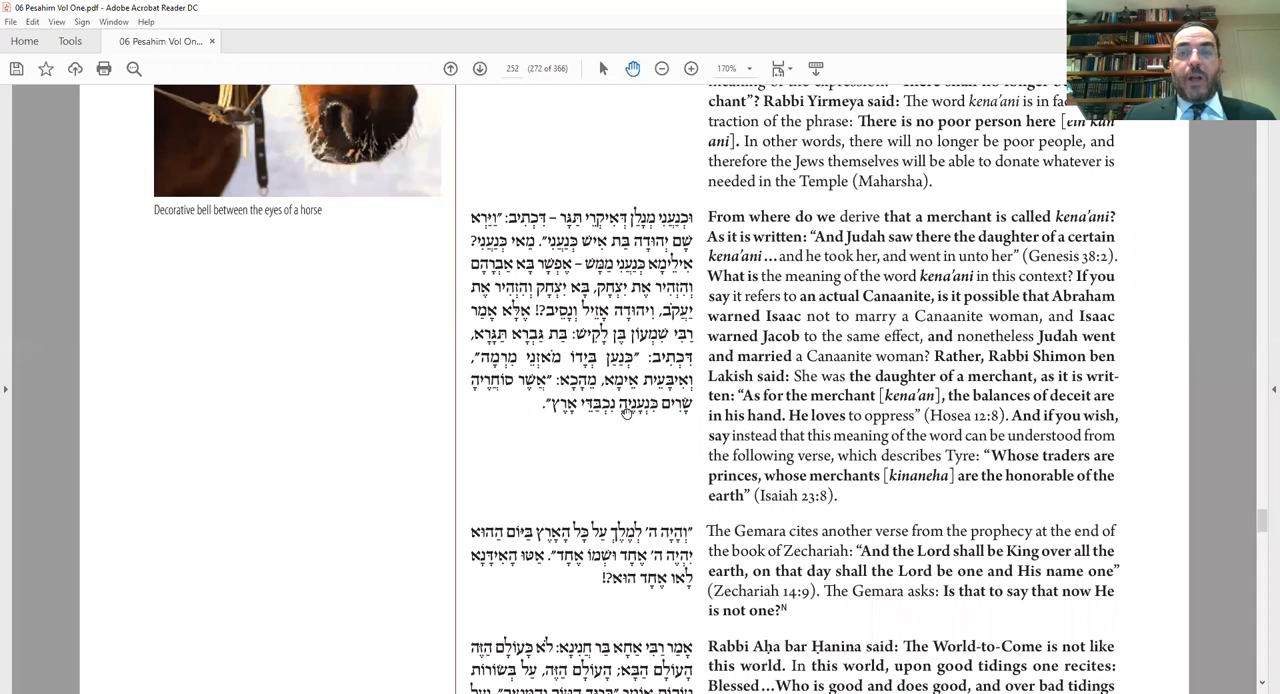 06 Pesahim Vol One.pdf - Adobe Acrobat Reader DC
File Edit View Sign Window Help
Home Tools 06 Pesahim Vol On... ×
252 (272 of 366) 170%
chant"? Rabbi Yirmeya said: The word kena'ani is in fac
traction of the phrase: There is no poor person here [ein kan
ani]. In other words, there will no longer be poor people, and
therefore the Jews themselves will be able to donate whatever is
needed in the Temple (Maharsha).
Decorative bell between the eyes of a horse
וּכְנַעֲנִי מְנָלַן דְּאִיקְּרֵי תַּגָּר – דִּכְתִיב: ״וַיַּרְא
שָׁם יְהוּדָה בַּת אִישׁ כְּנַעֲנִי״. מַאי כְּנַעֲנִי?
אִילֵּימָא כְּנַעֲנִי מַמָּשׁ – אֶפְשָׁר בָּא אַבְרָהָם
וְהִזְהִיר אֶת יִצְחָק, בָּא יִצְחָק וְהִזְהִיר אֶת
יַעֲקֹב, וִיהוּדָה אָזֵיל וְנָסֵיב?! אֶלָּא אָמַר
רַבִּי שִׁמְעוֹן בֶּן לָקִישׁ: בַּת גַּבְרָא תַּגָּרָא,
דִּכְתִיב: ״כְּנַעַן בְּיָדוֹ מֹאזְנֵי מִרְמָה״,
וְאִיבָּעֵית אֵימָא, מֵהָכָא: ״אֲשֶׁר סוֹחֲרֶיהָ
שָׂרִים כִּנְעָנֶיהָ נִכְבַּדֵּי אָרֶץ״.
From where do we derive that a merchant is called kena'ani?
As it is written: "And Judah saw there the daughter of a certain
kena'ani...and he took her, and went in unto her" (Genesis 38:2).
What is the meaning of the word kena'ani in this context? If you
say it refers to an actual Canaanite, is it possible that Abraham
warned Isaac not to marry a Canaanite woman, and Isaac
warned Jacob to the same effect, and nonetheless Judah went
and married a Canaanite woman? Rather, Rabbi Shimon ben
Lakish said: She was the daughter of a merchant, as it is writ-
ten: "As for the merchant [kena'an], the balances of deceit are
in his hand. He loves to oppress" (Hosea 12:8). And if you wish,
say instead that this meaning of the word can be understood from
the following verse, which describes Tyre: "Whose traders are
princes, whose merchants [kinaneha] are the honorable of the
earth" (Isaiah 23:8).
״וְהָיָה ה׳ לְמֶלֶךְ עַל כָּל הָאָרֶץ בַּיּוֹם הַהוּא
יִהְיֶה ה׳ אֶחָד וּשְׁמוֹ אֶחָד״. אַטּוּ הָאִידָּנָא
לָאו אֶחָד הוּא?!
The Gemara cites another verse from the prophecy at the end of
the book of Zechariah: "And the Lord shall be King over all the
earth, on that day shall the Lord be one and His name one"
(Zechariah 14:9). The Gemara asks: Is that to say that now He
is not one?ᴺ
אָמַר רַבִּי אַחָא בַּר חֲנִינָא: לֹא כָּעוֹלָם הַזֶּה
הָעוֹלָם הַבָּא; הָעוֹלָם הַזֶּה, עַל בְּשׂוֹרוֹת
Rabbi Aḥa bar Ḥanina said: The World-to-Come is not like
this world. In this world, upon good tidings one recites:
Blessed...Who is good and does good, and over bad tidings